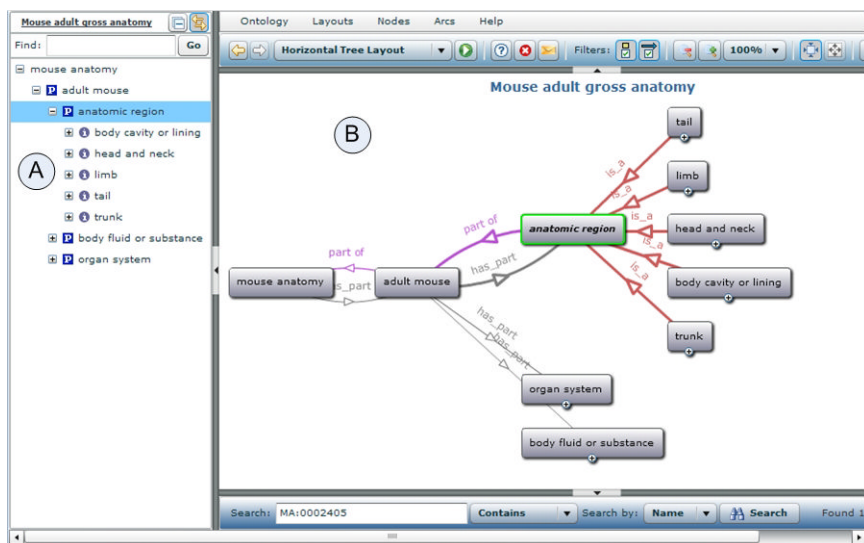 Mouse adult gross anatomy
Find:
Go
mouse anatomy
P adult mouse
P anatomic region
i body cavity or lining
i head and neck
i limb
i tail
i trunk
P body fluid or substance
P organ system
A
Ontology Layouts Nodes Arcs Help
Horizontal Tree Layout
Filters:
100%
Mouse adult gross anatomy
B
tail
is_a
limb
is_a
part of
anatomic region
is_a
head and neck
is_a
has_part
part of
mouse anatomy
adult mouse
body cavity or lining
is_a
s_part
has_part
trunk
has_part
organ system
body fluid or substance
Search: MA:0002405 Contains Search by: Name Search Found 1